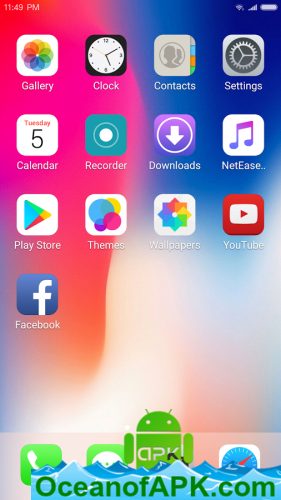 11:49 PM
Gallery
Clock
Contacts
Settings
Tuesday
5
Calendar
Recorder
Downloads
NetEase..
Play Store
Themes
Wallpapers
YouTube
Facebook
apk
OceanofAPK.com